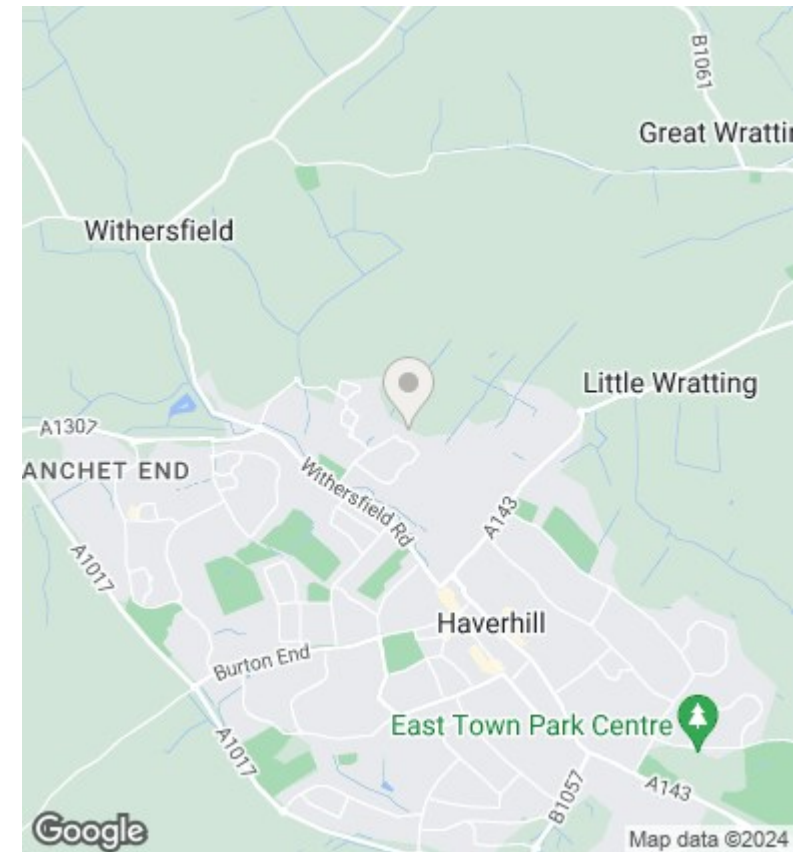 B1061
Great Wrattin
Withersfield
Little Wratting
A1307
ANCHET END
Withersfield Rd
A143
A1017
Haverhill
Burton End
East Town Park Centre
A1017
A143
B1057
Google
Map data ©2024